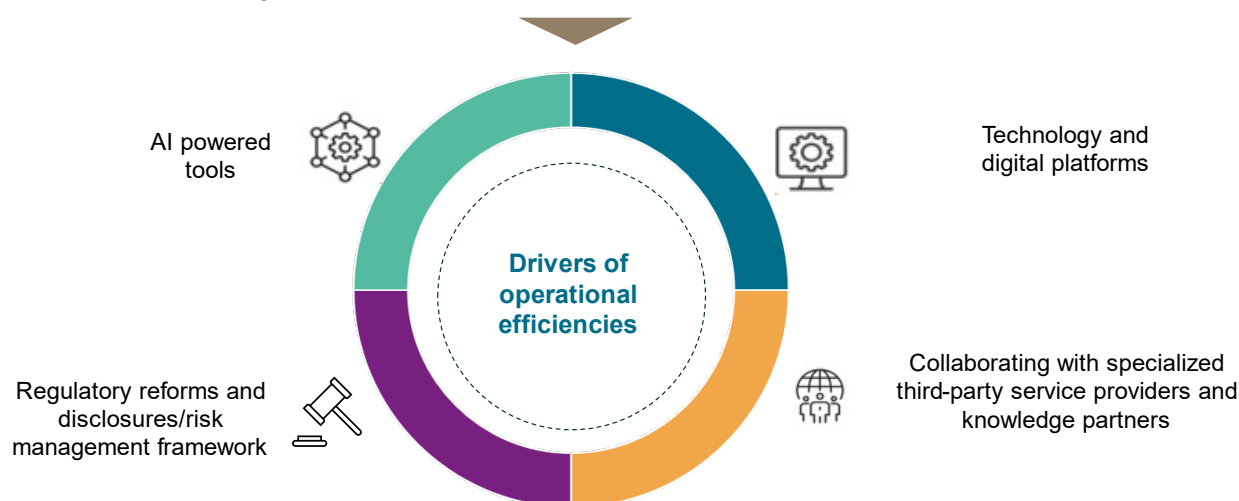 AI powered
tools
Technology and
digital platforms
Drivers of
operational
efficiencies
Regulatory reforms and
disclosures/risk
management framework
Collaborating with specialized
third-party service providers and
knowledge partners